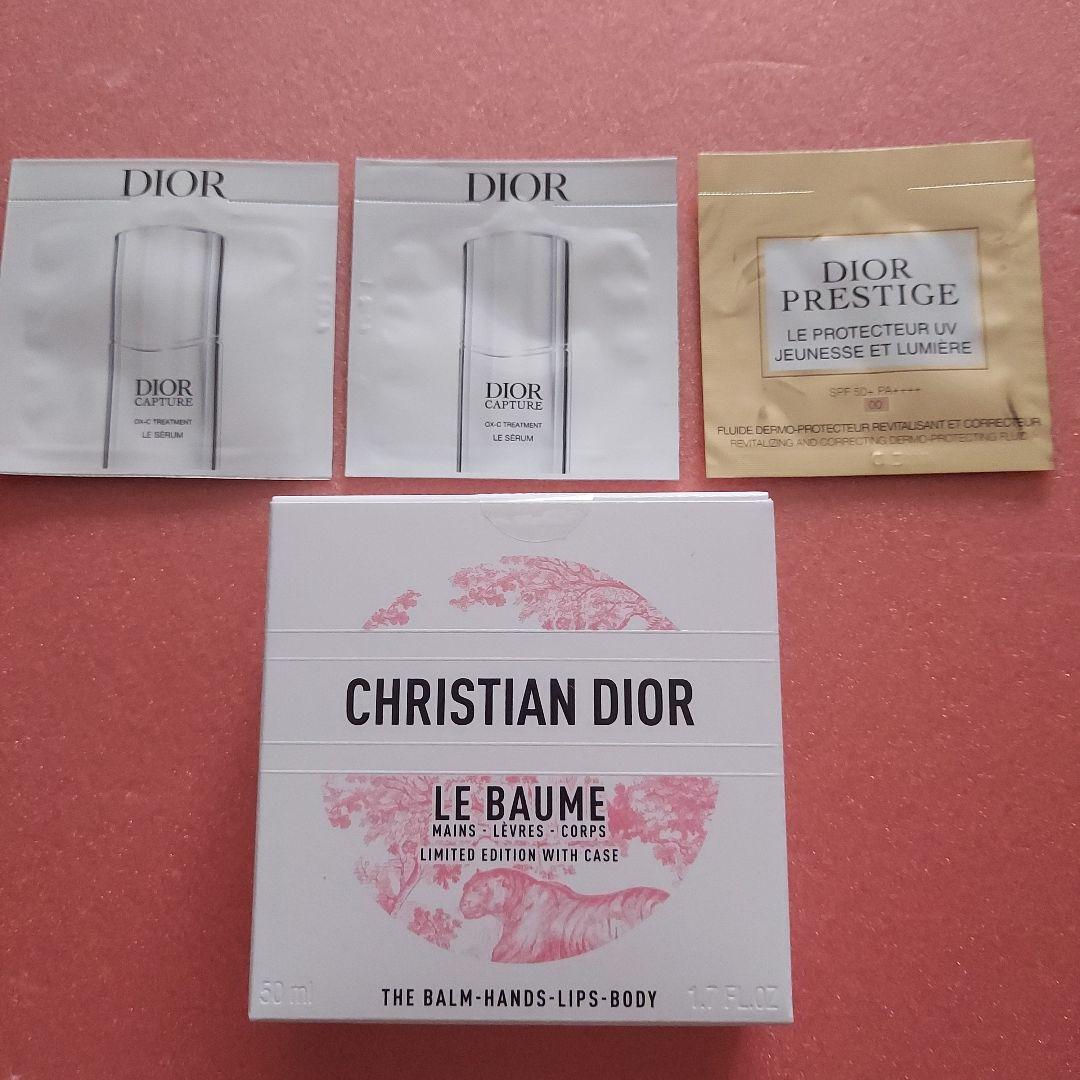 DIOR
DIOR
CAPTURE
OX-C TREATMENT
LE SÉRUM
DIOR
DIOR
CAPTURE
OX-C TREATMENT
LE SÉRUM
DIOR
PRESTIGE
LE PROTECTEUR UV
JEUNESSE ET LUMIÈRE
SPF 50+ PA++++
00
FLUIDE DERMO-PROTECTEUR REVITALISANT ET CORRECTEUR
REVITALIZING AND CORRECTING DERMO-PROTECTING FLUID
CHRISTIAN DIOR
LE BAUME
MAINS - LÈVRES - CORPS
LIMITED EDITION WITH CASE
50 ml
THE BALM-HANDS-LIPS-BODY
1.7 FL.OZ